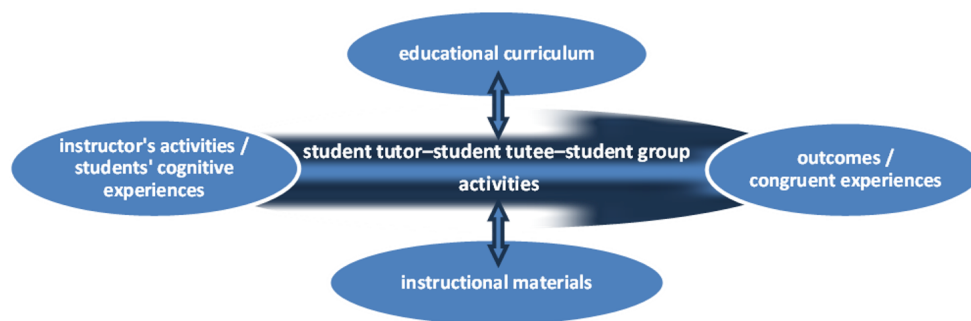 educational curriculum
instructor's activities /
students' cognitive
experiences
student tutor–student tutee–student group
activities
outcomes /
congruent experiences
instructional materials